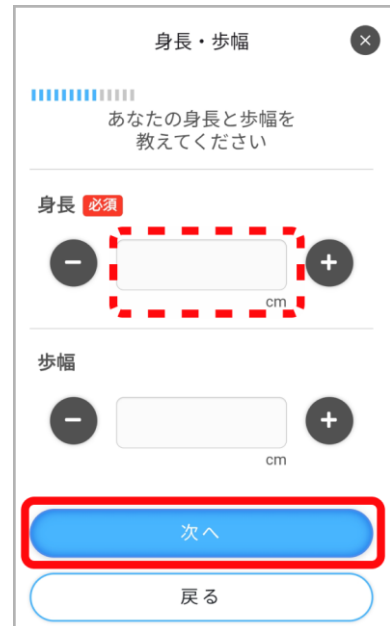 身長・歩幅
あなたの身長と歩幅を
教えてください
身長 必須
cm
歩幅
cm
次へ
戻る